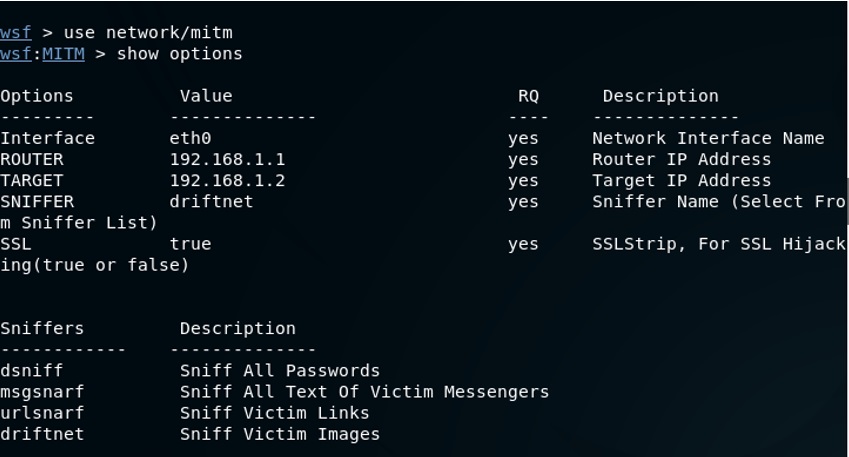 wsf > use network/mitm
wsf:MITM > show options
Options Value RQ Description
--------- -------------- ---- --------------
Interface eth0 yes Network Interface Name
ROUTER 192.168.1.1 yes Router IP Address
TARGET 192.168.1.2 yes Target IP Address
SNIFFER driftnet yes Sniffer Name (Select Fro
m Sniffer List)
SSL true yes SSLStrip, For SSL Hijack
ing(true or false)
Sniffers Description
------------ --------------
dsniff Sniff All Passwords
msgsnarf Sniff All Text Of Victim Messengers
urlsnarf Sniff Victim Links
driftnet Sniff Victim Images